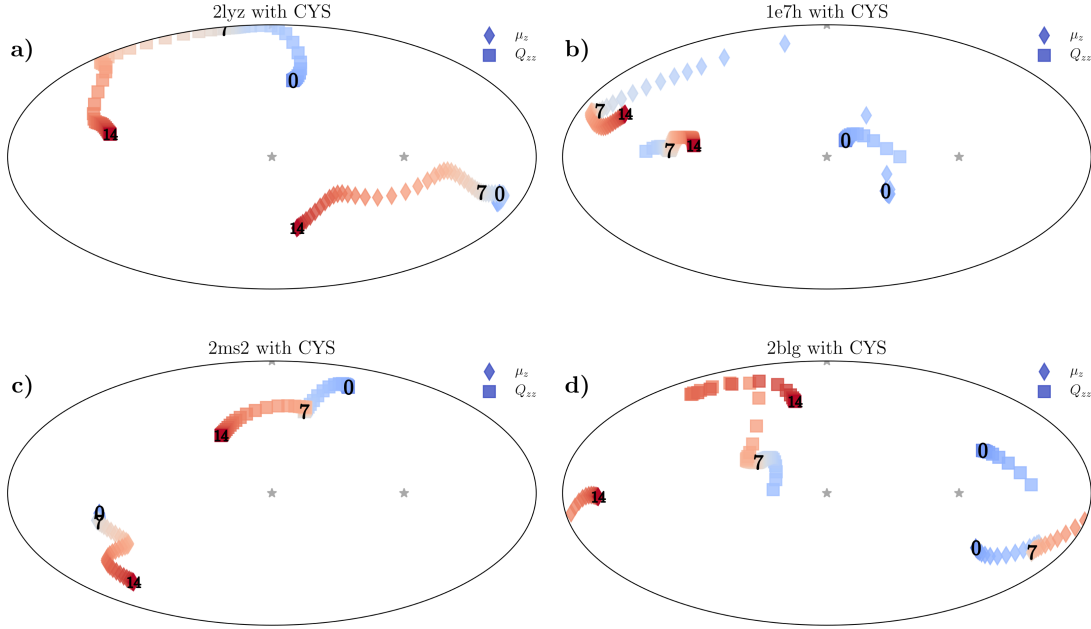 2lyz with CYS
a)
μz
Qzz
7
0
14
7
0
14
1e7h with CYS
b)
μz
Qzz
7
14
0
7
14
0
2ms2 with CYS
c)
μz
Qzz
0
7
14
0
7
14
2blg with CYS
d)
μz
Qzz
14
0
7
14
0
7